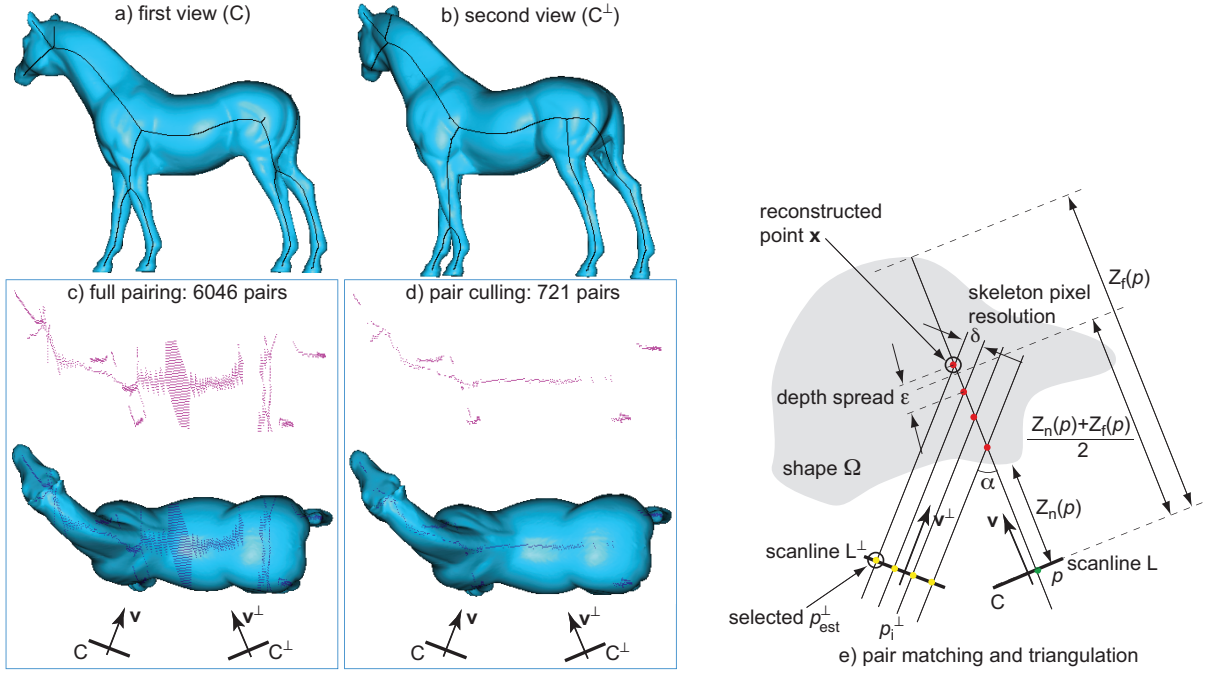 a) first view (C)
b) second view (C⊥)
c) full pairing: 6046 pairs
d) pair culling: 721 pairs
C
v
v⊥
C⊥
C
v
v⊥
C⊥
reconstructed
point x
skeleton pixel
resolution
δ
Zf(p)
depth spread ε
Zn(p)+Zf(p)
2
shape Ω
α
Zn(p)
v⊥
v
scanline L⊥
scanline L
p
C
selected p⊥est
pi⊥
e) pair matching and triangulation